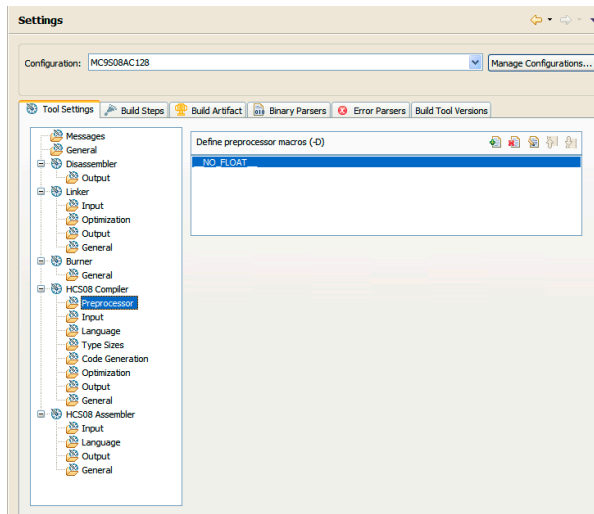 Settings
Configuration: MC9S08AC128 Manage Configurations...
Tool Settings Build Steps Build Artifact Binary Parsers Error Parsers Build Tool Versions
Messages
General
Disassembler
Output
Linker
Input
Optimization
Output
General
Burner
General
HCS08 Compiler
Preprocessor
Input
Language
Type Sizes
Code Generation
Optimization
Output
General
HCS08 Assembler
Input
Language
Output
General
Define preprocessor macros (-D)
__NO_FLOAT__